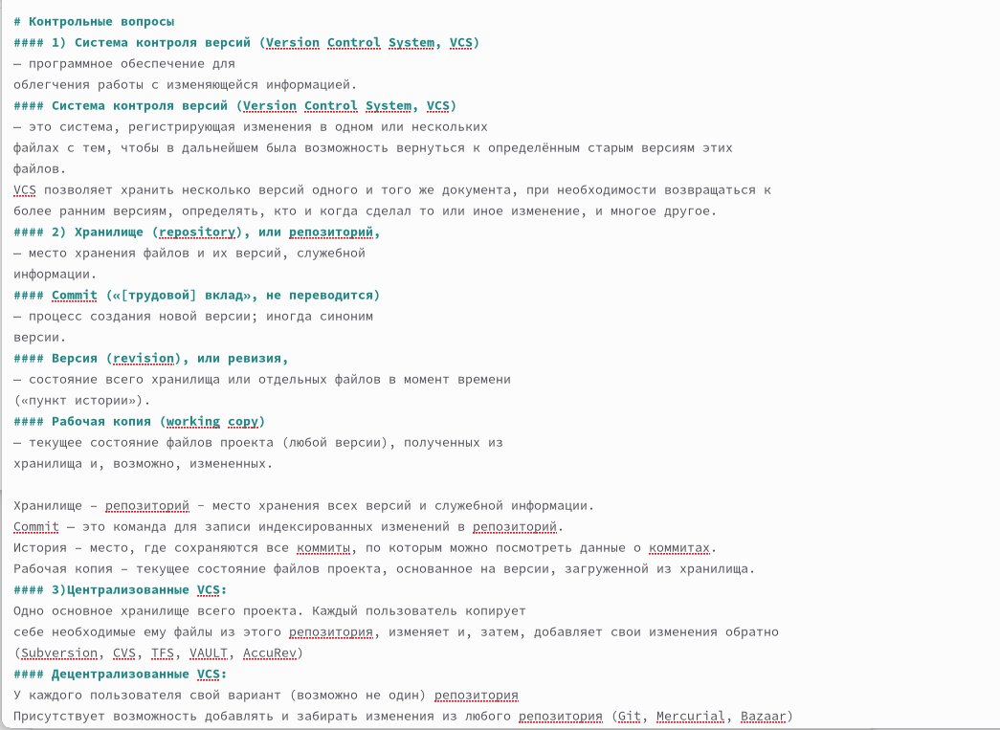 # Контрольные вопросы
#### 1) Система контроля версий (Version Control System, VCS)
— программное обеспечение для
облегчения работы с изменяющейся информацией.
#### Система контроля версий (Version Control System, VCS)
— это система, регистрирующая изменения в одном или нескольких
файлах с тем, чтобы в дальнейшем была возможность вернуться к определённым старым версиям этих
файлов.
VCS позволяет хранить несколько версий одного и того же документа, при необходимости возвращаться к
более ранним версиям, определять, кто и когда сделал то или иное изменение, и многое другое.
#### 2) Хранилище (repository), или репозиторий,
— место хранения файлов и их версий, служебной
информации.
#### Commit («[трудовой] вклад», не переводится)
— процесс создания новой версии; иногда синоним
версии.
#### Версия (revision), или ревизия,
— состояние всего хранилища или отдельных файлов в момент времени
(«пункт истории»).
#### Рабочая копия (working copy)
— текущее состояние файлов проекта (любой версии), полученных из
хранилища и, возможно, измененных.
Хранилище – репозиторий - место хранения всех версий и служебной информации.
Commit — это команда для записи индексированных изменений в репозиторий.
История – место, где сохраняются все коммиты, по которым можно посмотреть данные о коммитах.
Рабочая копия – текущее состояние файлов проекта, основанное на версии, загруженной из хранилища.
#### 3)Централизованные VCS:
Одно основное хранилище всего проекта. Каждый пользователь копирует
себе необходимые ему файлы из этого репозитория, изменяет и, затем, добавляет свои изменения обратно
(Subversion, CVS, TFS, VAULT, AccuRev)
#### Децентрализованные VCS:
У каждого пользователя свой вариант (возможно не один) репозитория
Присутствует возможность добавлять и забирать изменения из любого репозитория (Git, Mercurial, Bazaar)